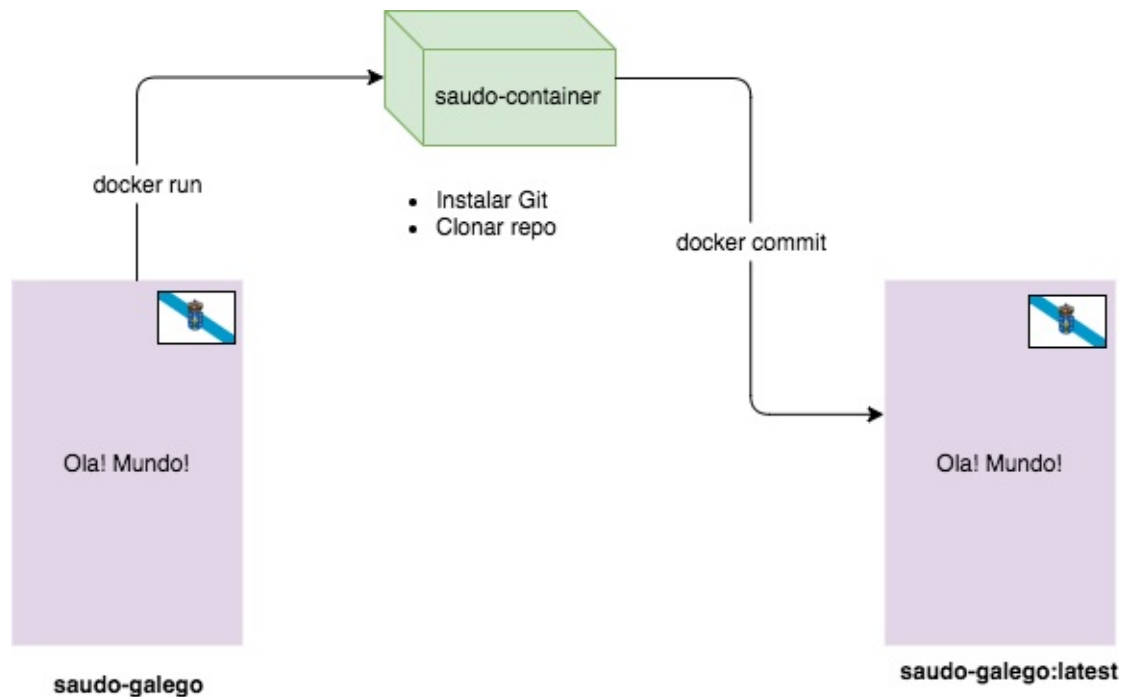 saudo-container
docker run
Instalar Git
Clonar repo
docker commit
Ola! Mundo!
Ola! Mundo!
saudo-galego
saudo-galego:latest